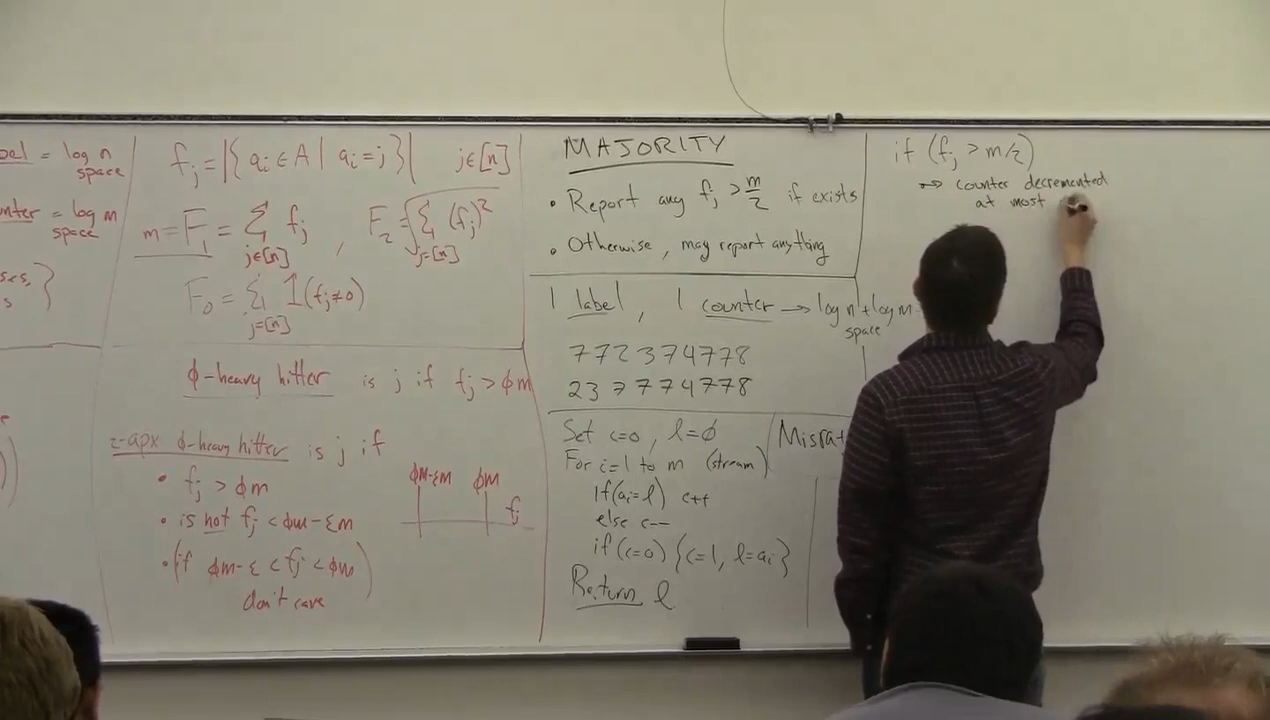 = log n
space
= log m
space
f_j = |{a_i ∈ A | a_i = j}| j∈[n]
m = F_1 = Σ_{j∈[n]} f_j , F_2 = √(Σ_{j=[n]} (f_j)^2)
F_0 = Σ_{j=[n]} 1(f_j ≠ 0)
ϕ-heavy hitter is j if f_j > ϕm
ε-apx ϕ-heavy hitter is j if
• f_j > ϕm
• is not f_j < ϕm-εm
• (if ϕm-ε < f_j < ϕm)
don't care
ϕm-εm ϕm
f_j
MAJORITY
• Report any f_j > m/2 if exists
• Otherwise, may report anything
1 label, 1 counter → log n + log m
space
7 7 2 3 7 4 7 7 8
2 3 7 7 7 4 7 7 8
Set c=0, l=ϕ
For i=1 to m (stream)
if(a_i=l) c++
else c--
if (c=0) {c=1, l=a_i}
Return l
Misra
if (f_j > m/2)
→ counter decremented
at most